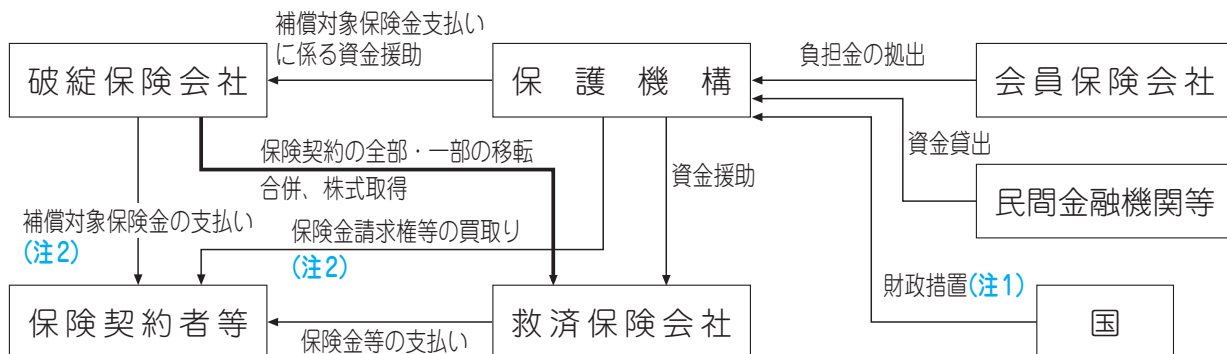 補償対象保険金支払い
に係る資金援助
破綻保険会社
保護機構
負担金の拠出
会員保険会社
保険契約の全部・一部の移転
合併、株式取得
資金援助
資金貸出
民間金融機関等
補償対象保険金の支払い
(注2)
保険金請求権等の買取り
(注2)
財政措置(注1)
保険契約者等
保険金等の支払い
救済保険会社
国